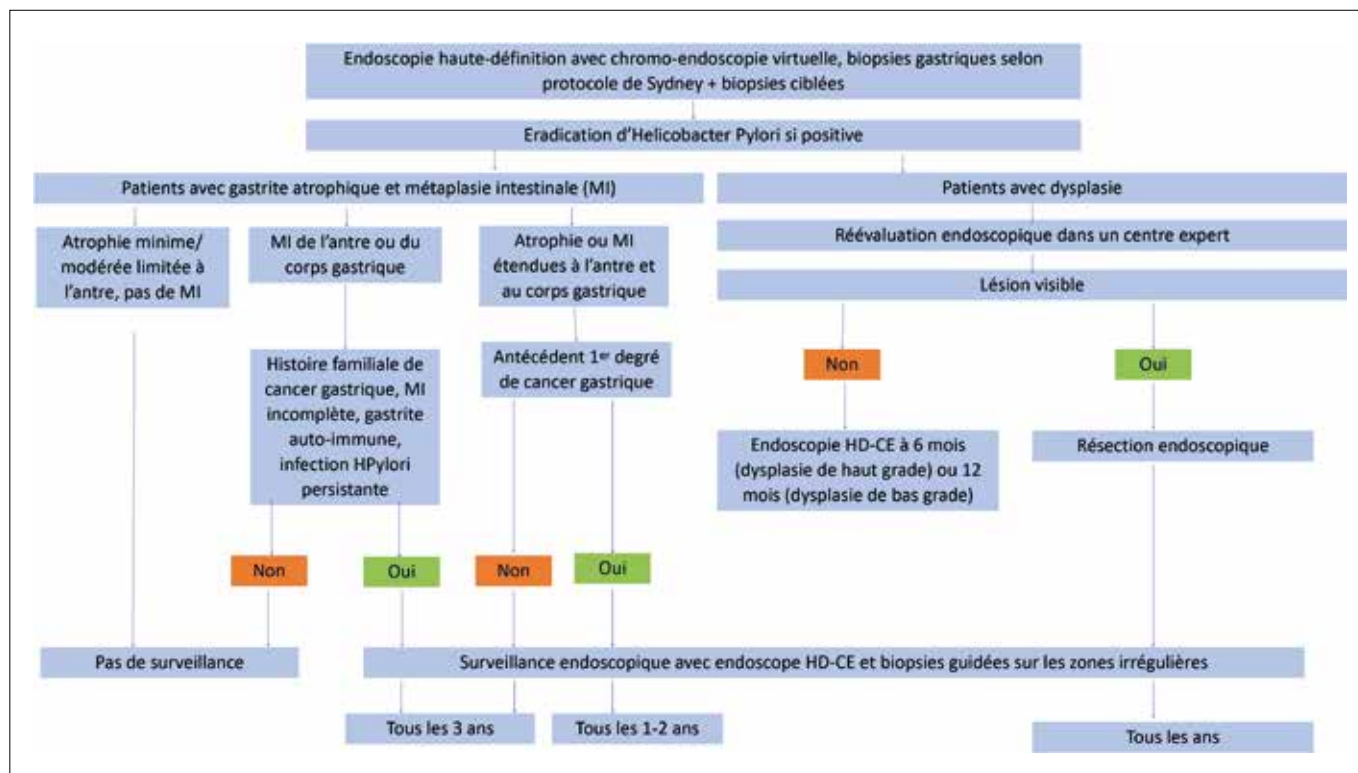 Endoscopie haute-définition avec chromo-endoscopie virtuelle, biopsies gastriques selon
protocole de Sydney + biopsies ciblées
Eradication d'Helicobacter Pylori si positive
Patients avec gastrite atrophique et métaplasie intestinale (MI)
Patients avec dysplasie
Atrophie minime/
modérée limitée à
l'antre, pas de MI
MI de l'antre ou du
corps gastrique
Atrophie ou MI
étendues à l'antre et
au corps gastrique
Réévaluation endoscopique dans un centre expert
Lésion visible
Histoire familiale de
cancer gastrique, MI
incomplète, gastrite
auto-immune,
infection HPylori
persistante
Antécédent 1er degré
de cancer gastrique
Non
Oui
Endoscopie HD-CE à 6 mois
(dysplasie de haut grade) ou 12
mois (dysplasie de bas grade)
Résection endoscopique
Non
Oui
Non
Oui
Pas de surveillance
Surveillance endoscopique avec endoscope HD-CE et biopsies guidées sur les zones irrégulières
Tous les 3 ans
Tous les 1-2 ans
Tous les ans